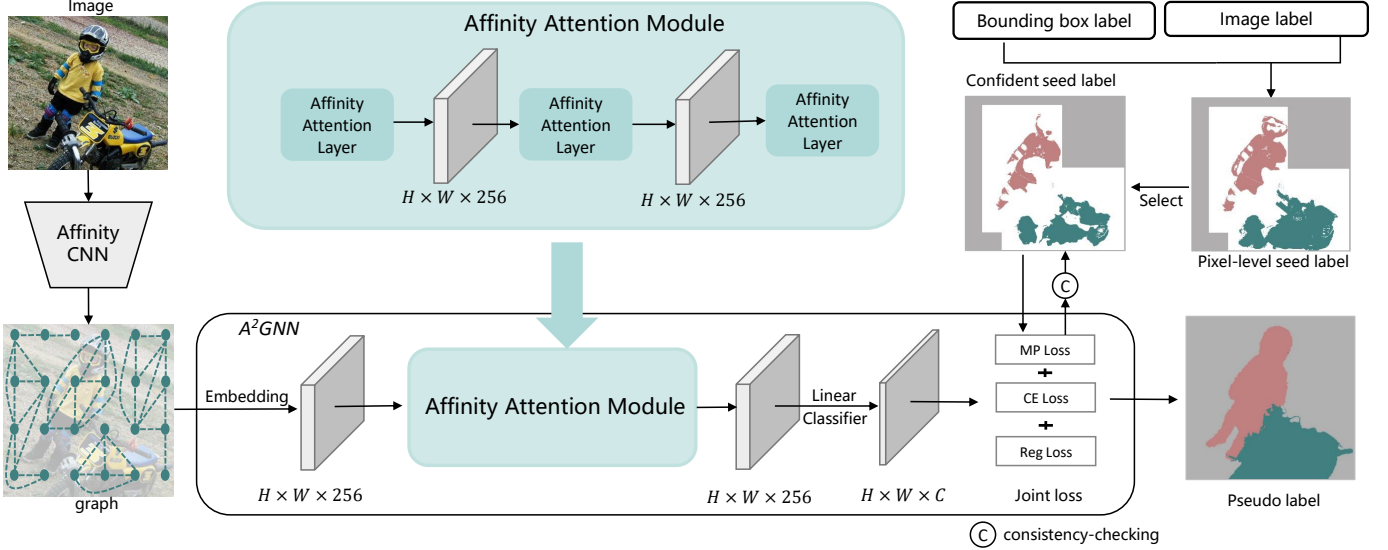 Image
Affinity
CNN
graph
Affinity Attention Module
Affinity
Attention
Layer
H × W × 256
Affinity
Attention
Layer
H × W × 256
Affinity
Attention
Layer
Bounding box label
Image label
Confident seed label
Select
Pixel-level seed label
C
A²GNN
Embedding
H × W × 256
Affinity Attention Module
H × W × 256
Linear
Classifier
H × W × C
MP Loss
+
CE Loss
+
Reg Loss
Joint loss
Pseudo label
C consistency-checking